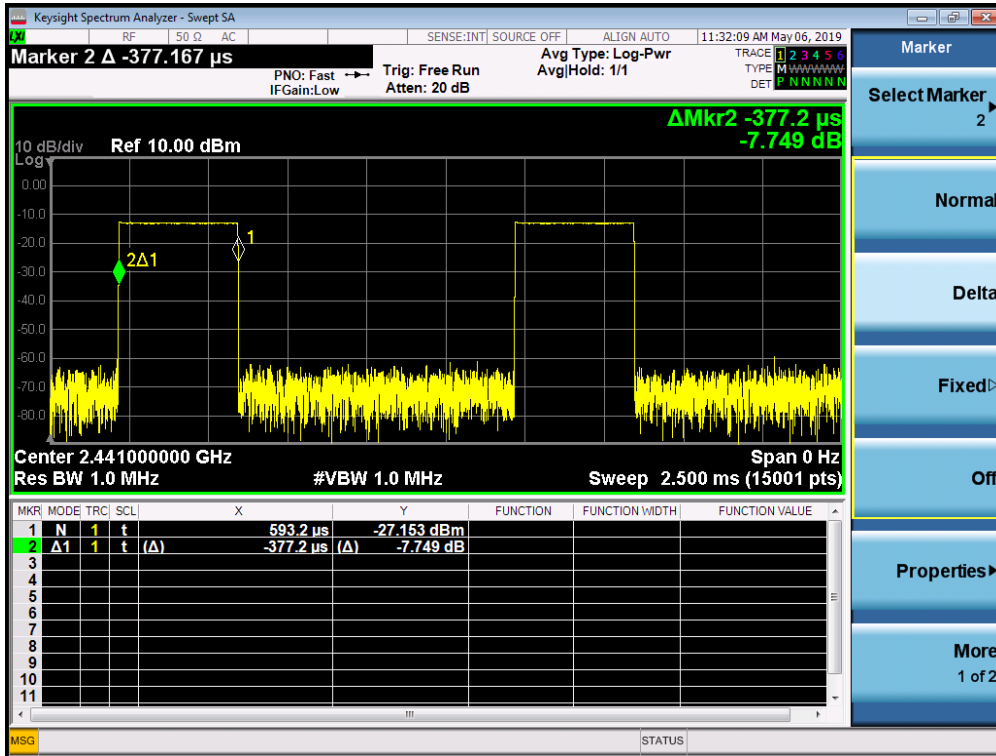 Keysight Spectrum Analyzer - Swept SA
LXI RF 50 Ω AC SENSE:INT SOURCE OFF ALIGN AUTO 11:32:09 AM May 06, 2019
Marker 2 Δ -377.167 µs
PNO: Fast
IFGain:Low
Trig: Free Run
Atten: 20 dB
Avg Type: Log-Pwr
Avg|Hold: 1/1
TRACE 1 2 3 4 5 6
TYPE M WWWWW
DET P N N N N N
ΔMkr2 -377.2 µs
-7.749 dB
10 dB/div Ref 10.00 dBm
Log
0.00
-10.0
-20.0
-30.0
-40.0
-50.0
-60.0
-70.0
-80.0
1
2Δ1
Center 2.441000000 GHz Span 0 Hz
Res BW 1.0 MHz #VBW 1.0 MHz Sweep 2.500 ms (15001 pts)
MKR MODE TRC SCL X Y FUNCTION FUNCTION WIDTH FUNCTION VALUE
1 N 1 t 593.2 µs -27.153 dBm
2 Δ1 1 t (Δ) -377.2 µs (Δ) -7.749 dB
3
4
5
6
7
8
9
10
11
MSG STATUS
Marker
Select Marker
2
Normal
Delta
Fixed
Off
Properties
More
1 of 2